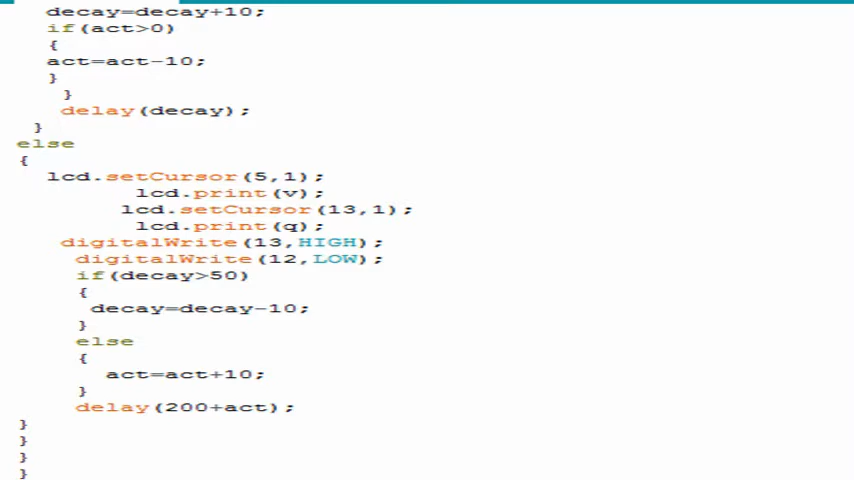 decay=decay+10;
if(act>0)
{
act=act-10;
}
}
delay(decay);
}
else
{
lcd.setCursor(5,1);
lcd.print(v);
lcd.setCursor(13,1);
lcd.print(q);
digitalWrite(13,HIGH);
digitalWrite(12,LOW);
if(decay>50)
{
decay=decay-10;
}
else
{
act=act+10;
}
delay(200+act);
}
}
}
}